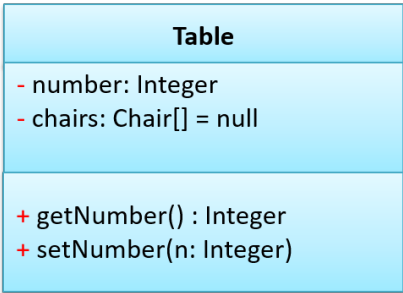 Table
- number: Integer
- chairs: Chair[] = null
+ getNumber() : Integer
+ setNumber(n: Integer)